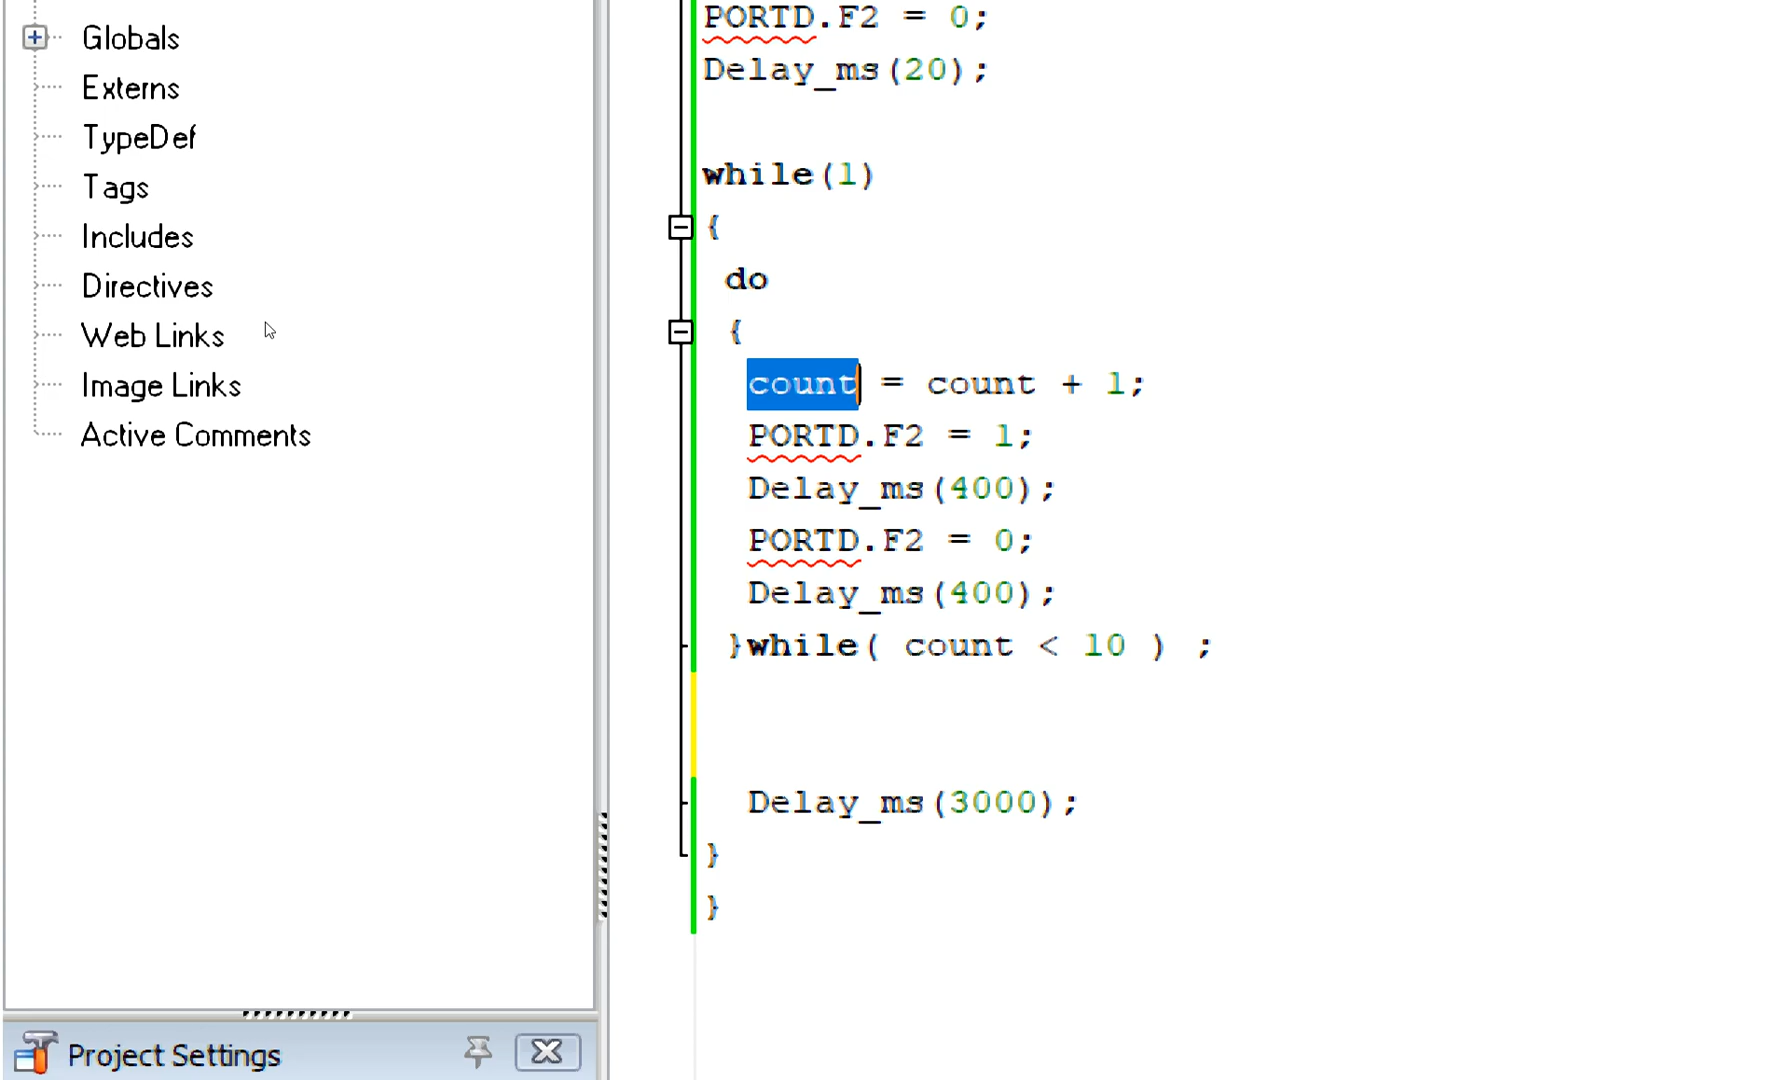 Globals
Externs
TypeDef
Tags
Includes
Directives
Web Links
Image Links
Active Comments
Project Settings
PORTD.F2 = 0;
Delay_ms(20);
while(1)
{
do
{
count = count + 1;
PORTD.F2 = 1;
Delay_ms(400);
PORTD.F2 = 0;
Delay_ms(400);
}while( count < 10 ) ;
Delay_ms(3000);
}
}